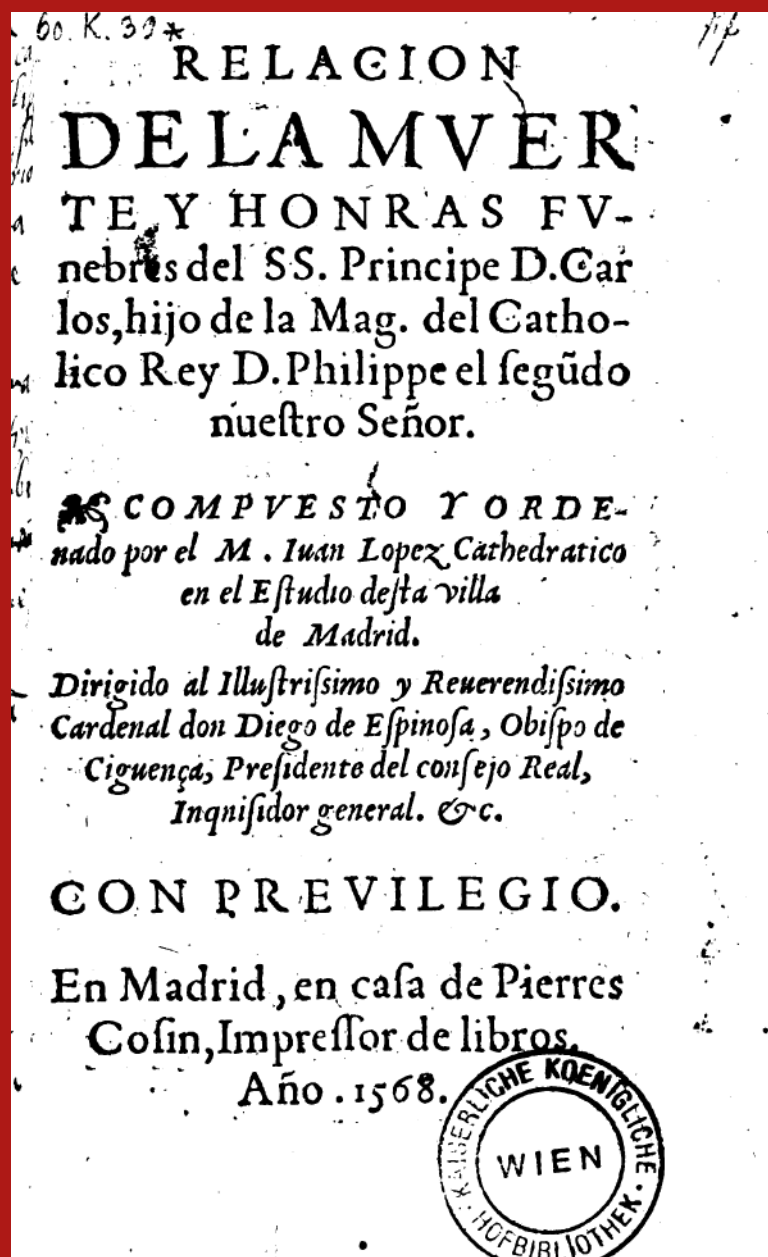 60. K. 39*
RELACION
DE LA MVER
TE Y HONRAS FV-
nebres del SS. Principe D.Car
los,hijo de la Mag. del Catho-
lico Rey D.Philippe el ſegũdo
nueſtro Señor.
COMPVESTO Y ORDE-
nado por el M. Iuan Lopez Cathedratico
en el Eſtudio deſta villa
de Madrid.
Dirigido al Illuſtriſsimo y Reuerendiſsimo
Cardenal don Diego de Eſpinoſa, Obiſpo de
Ciguença, Preſidente del conſejo Real,
Inqniſidor general. &c.
CON PREVILEGIO.
En Madrid, en caſa de Pierres
Coſin, Impreſſor de libros.
Año. 1568.
KAISERLICHE KOENIGLICHE
WIEN
HOFBIBLIOTHEK